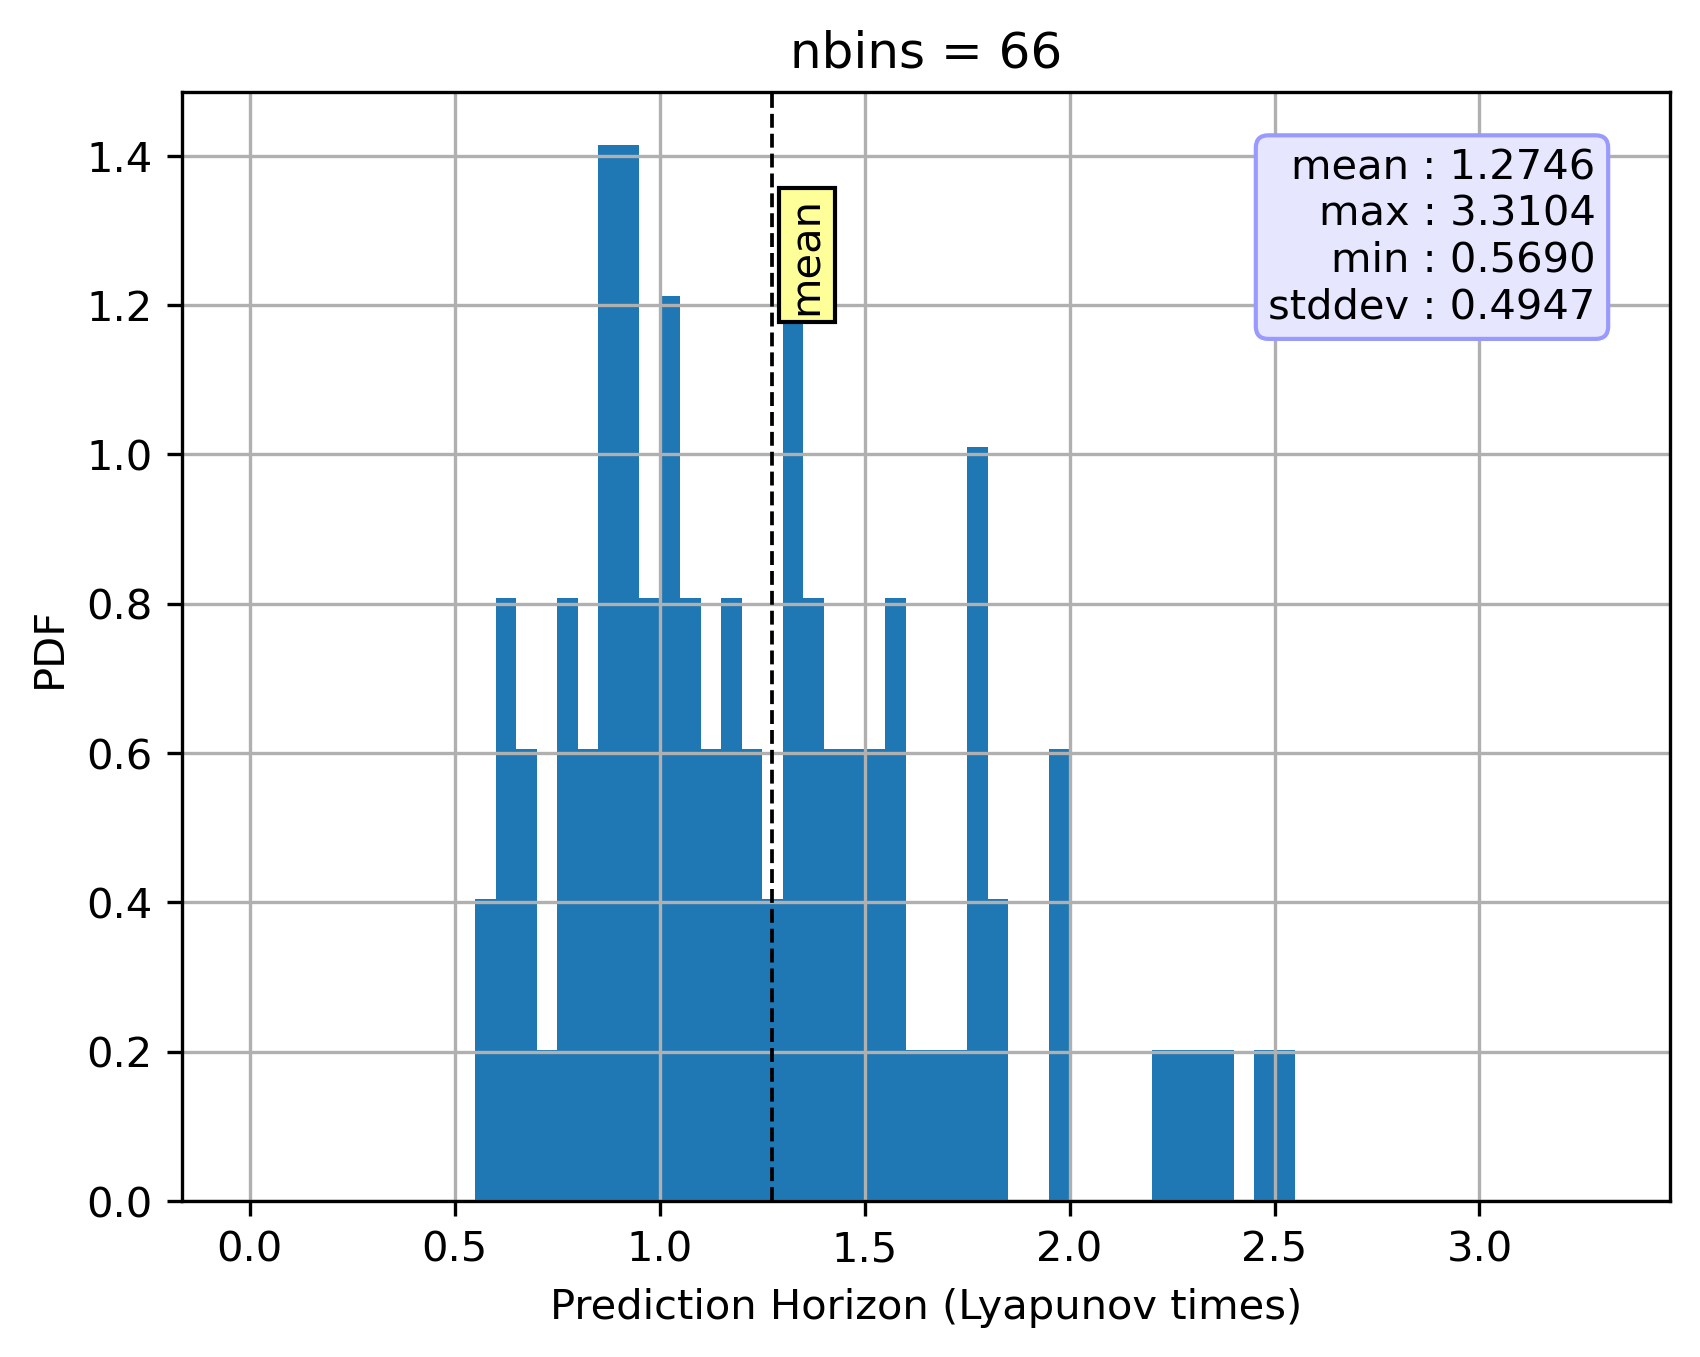 nbins = 66
mean : 1.2746
max : 3.3104
min : 0.5690
stddev : 0.4947
mean
1.4
1.2
1.0
0.8
0.6
0.4
0.2
0.0
PDF
0.0 0.5 1.0 1.5 2.0 2.5 3.0
Prediction Horizon (Lyapunov times)